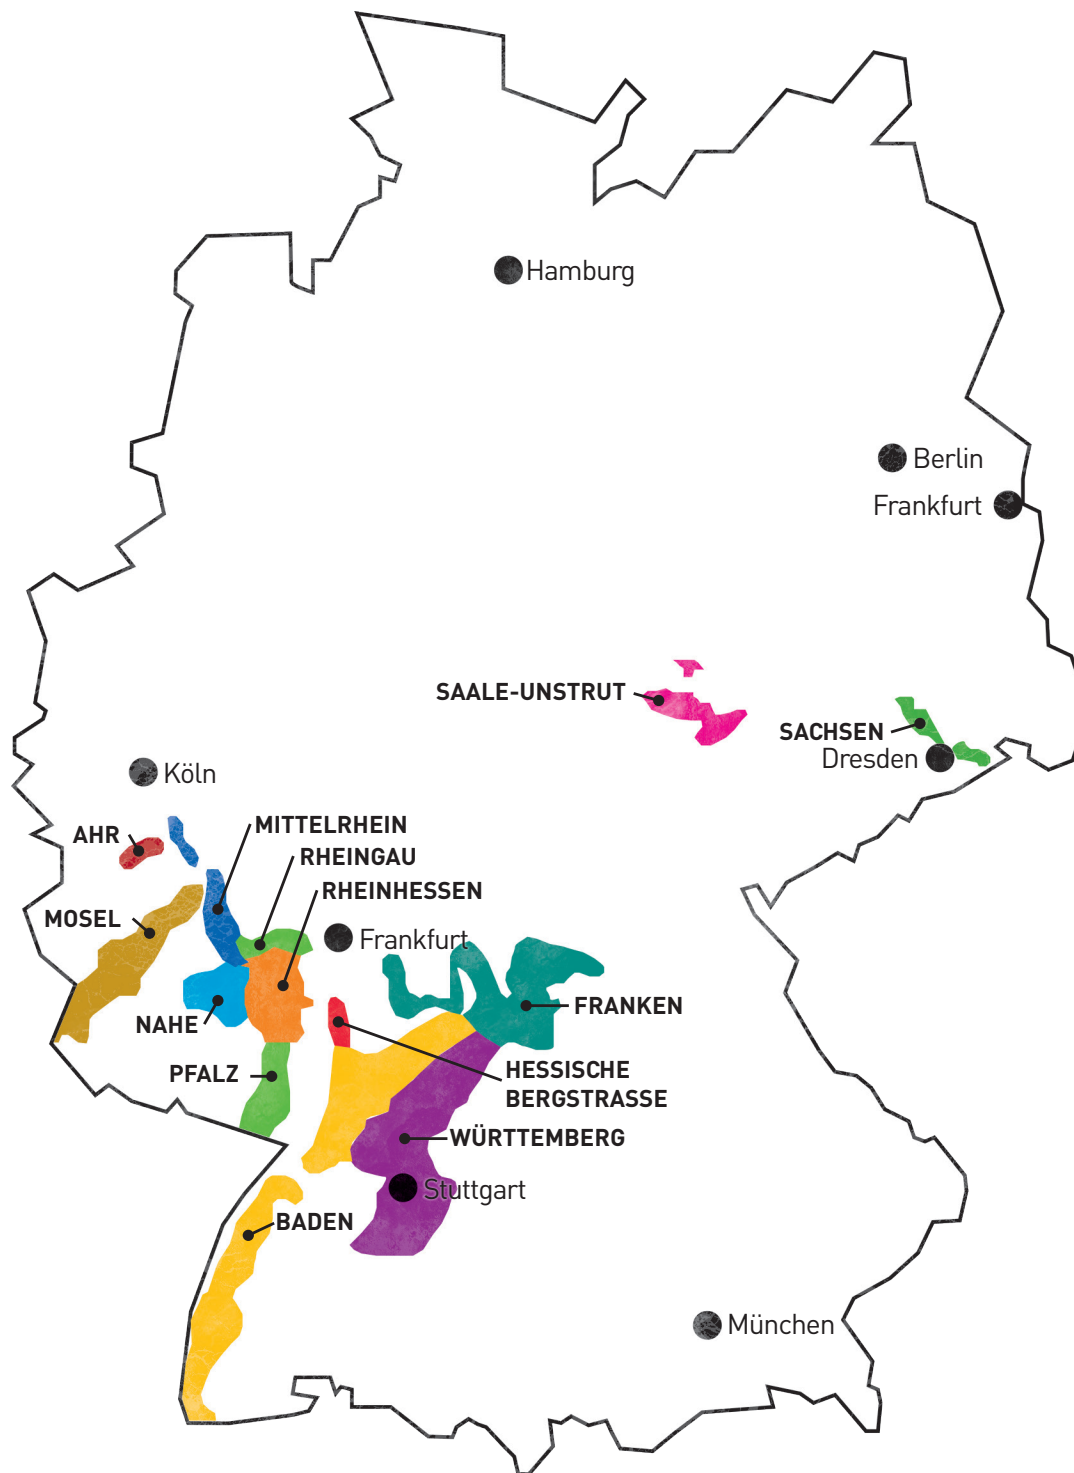 Hamburg
Berlin
Frankfurt
SAALE-UNSTRUT
SACHSEN
Dresden
Köln
AHR
MITTELRHEIN
RHEINGAU
RHEINHESSEN
MOSEL
Frankfurt
NAHE
FRANKEN
PFALZ
HESSISCHE
BERGSTRASSE
WÜRTTEMBERG
Stuttgart
BADEN
München